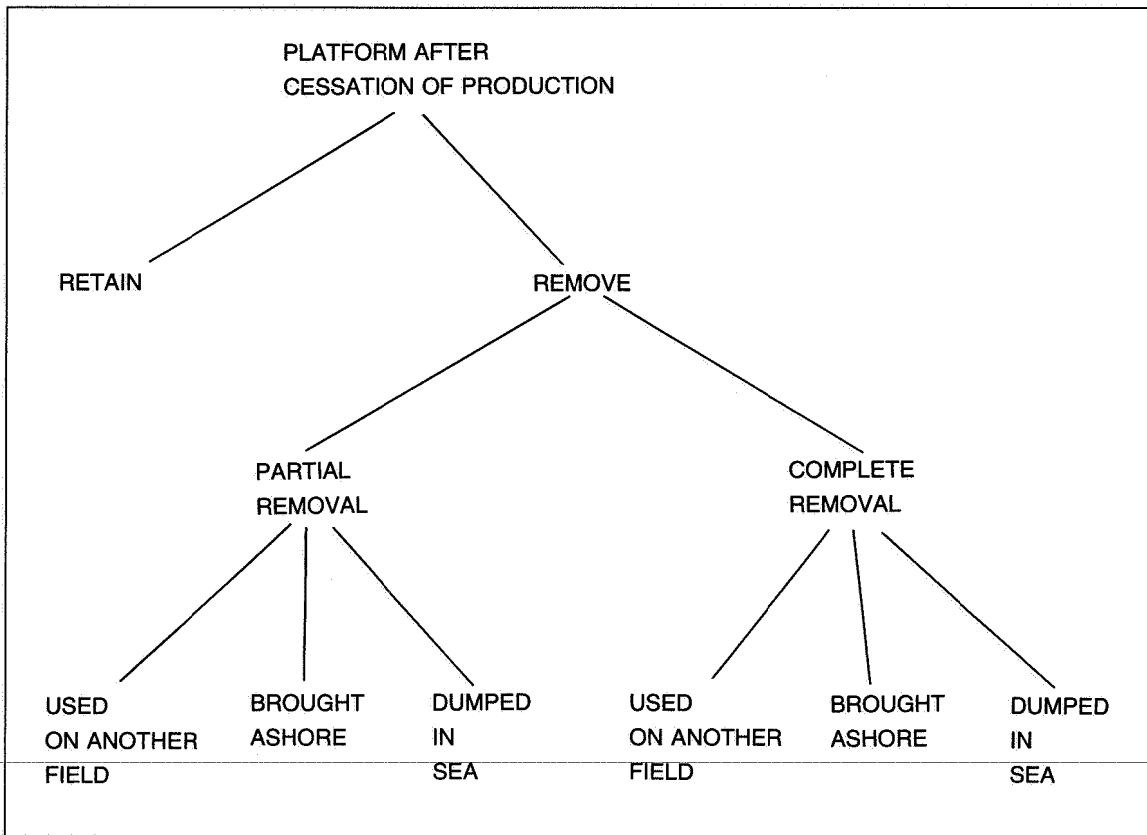 PLATFORM AFTER
CESSATION OF PRODUCTION
RETAIN
REMOVE
PARTIAL
REMOVAL
COMPLETE
REMOVAL
USED
ON ANOTHER
FIELD
BROUGHT
ASHORE
DUMPED
IN
SEA
USED
ON ANOTHER
FIELD
BROUGHT
ASHORE
DUMPED
IN
SEA